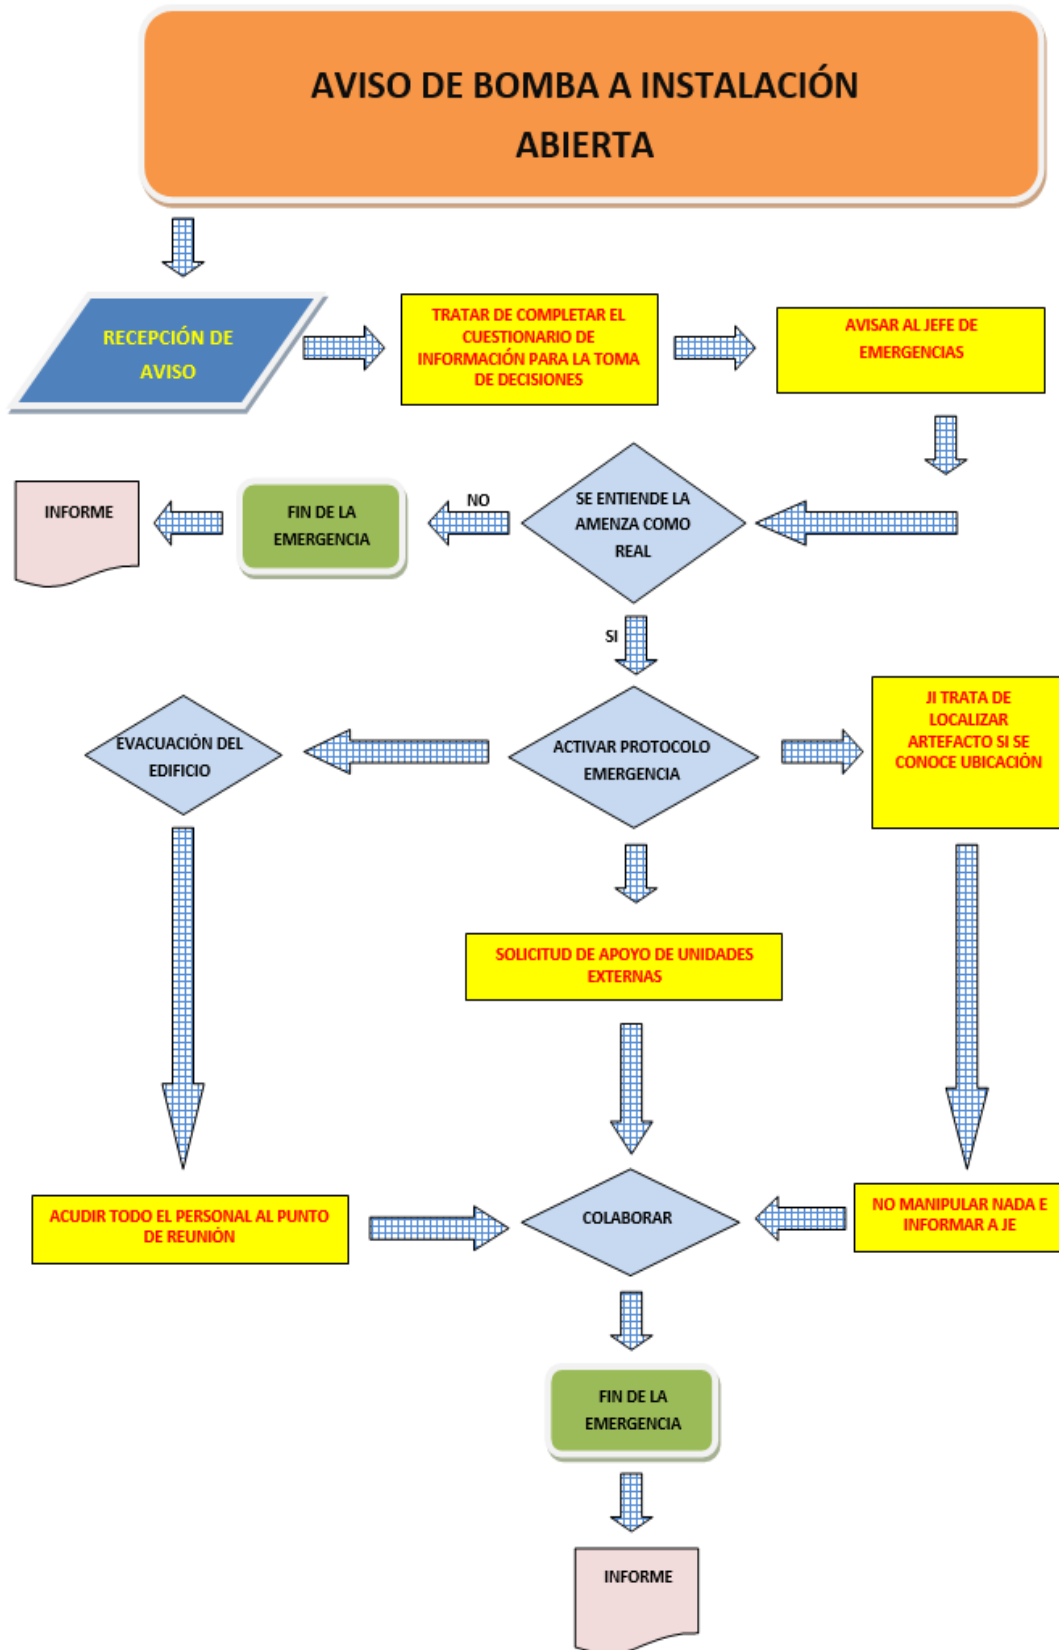 AVISO DE BOMBA A INSTALACIÓN
ABIERTA
RECEPCIÓN DE
AVISO
TRATAR DE COMPLETAR EL
CUESTIONARIO DE
INFORMACIÓN PARA LA TOMA
DE DECISIONES
AVISAR AL JEFE DE
EMERGENCIAS
INFORME
FIN DE LA
EMERGENCIA
NO
SE ENTIENDE LA
AMENZA COMO
REAL
SI
EVACUACIÓN DEL
EDIFICIO
ACTIVAR PROTOCOLO
EMERGENCIA
JI TRATA DE
LOCALIZAR
ARTEFACTO SI SE
CONOCE UBICACIÓN
SOLICITUD DE APOYO DE UNIDADES
EXTERNAS
ACUDIR TODO EL PERSONAL AL PUNTO
DE REUNIÓN
COLABORAR
NO MANIPULAR NADA E
INFORMAR A JE
FIN DE LA
EMERGENCIA
INFORME